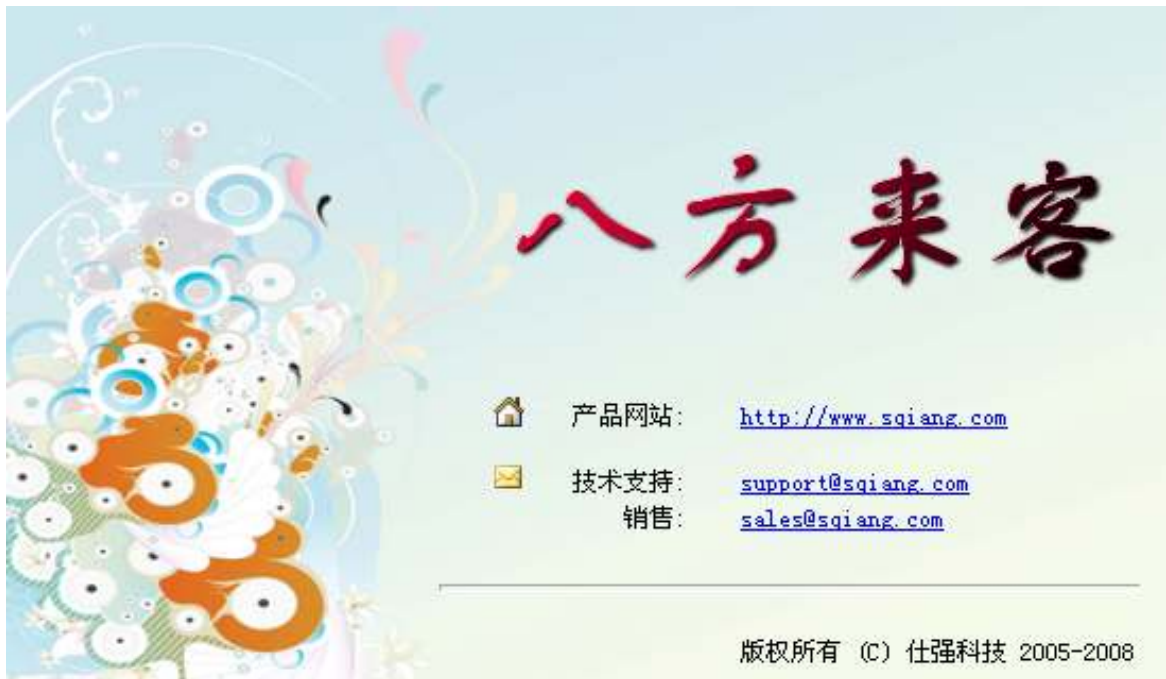 八方来客
产品网站: http://www.sqiang.com
技术支持: support@sqiang.com
销售: sales@sqiang.com
版权所有 (C) 仕强科技 2005-2008